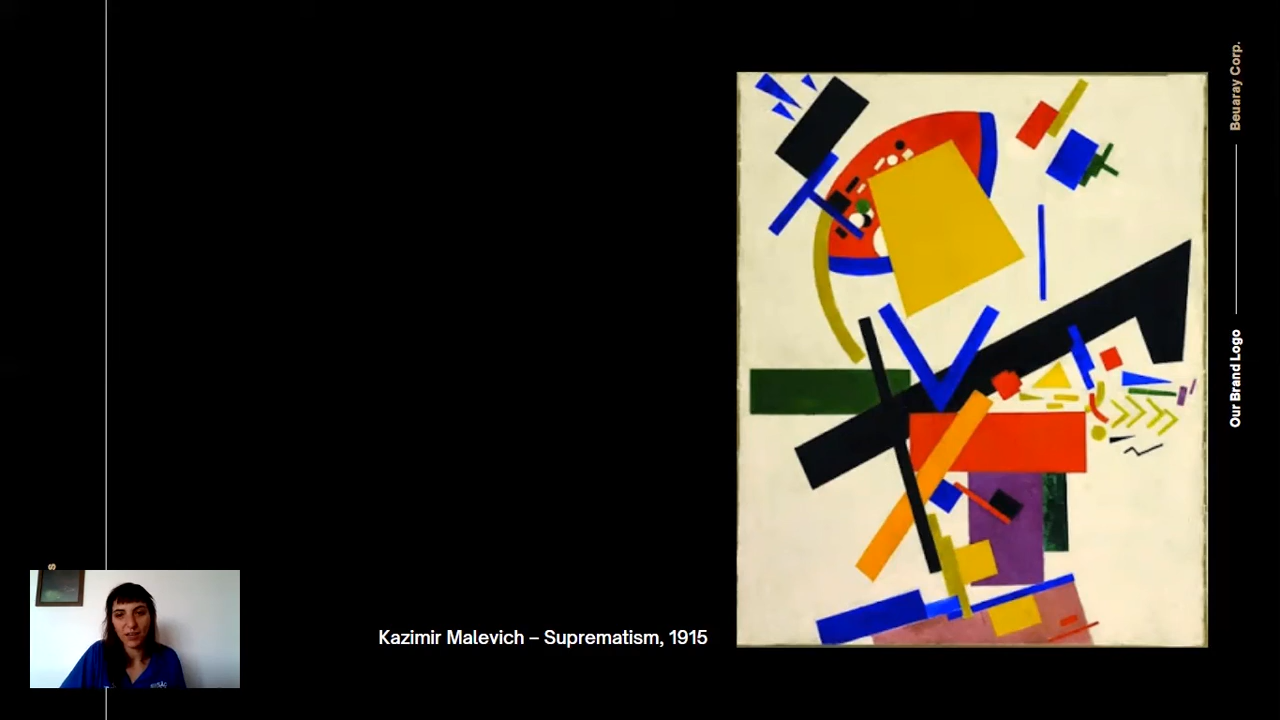 Beuaray Corp.
Our Brand Logo
s
Kazimir Malevich – Suprematism, 1915